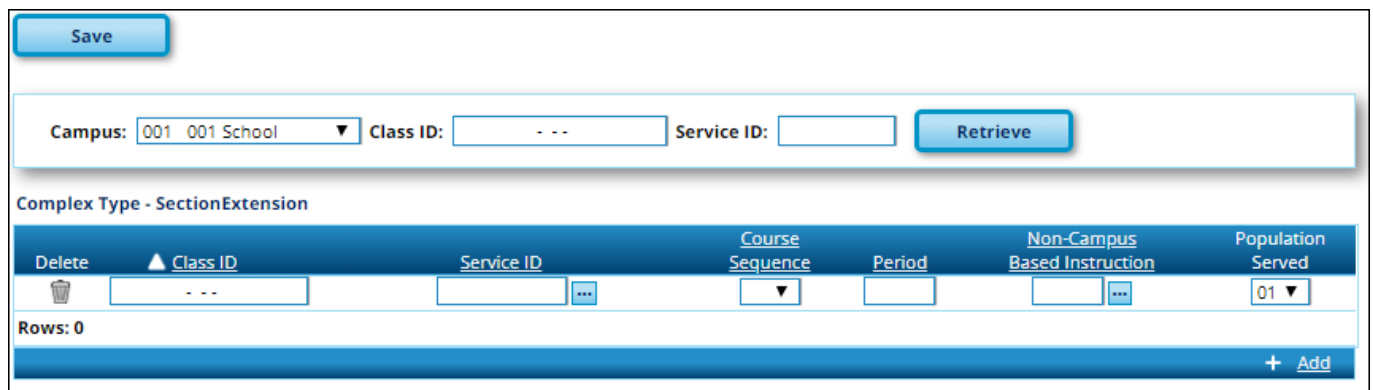 Save
Campus: 001 001 School ▼ Class ID: - - - Service ID: Retrieve
Complex Type - SectionExtension
Course Non-Campus Population
Delete Class ID Service ID Sequence Period Based Instruction Served
- - - ... ▼ ... 01 ▼
Rows: 0
+ Add